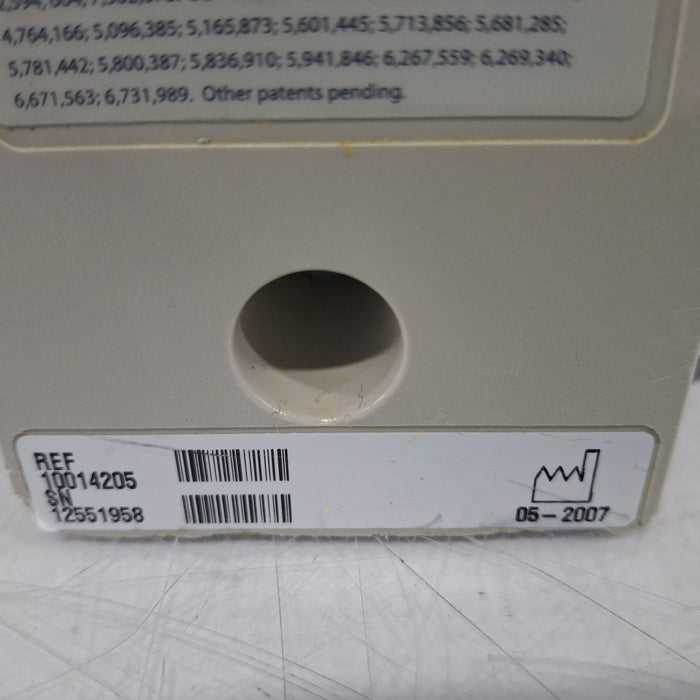 4,764,166; 5,096,385; 5,165,873; 5,601,445; 5,713,856; 5,681,285;
5,781,442; 5,800,387; 5,836,910; 5,941,846; 6,267,559; 6,269,340;
6,671,563; 6,731,989. Other patents pending.
REF
10014205
SN
12551958
05-2007